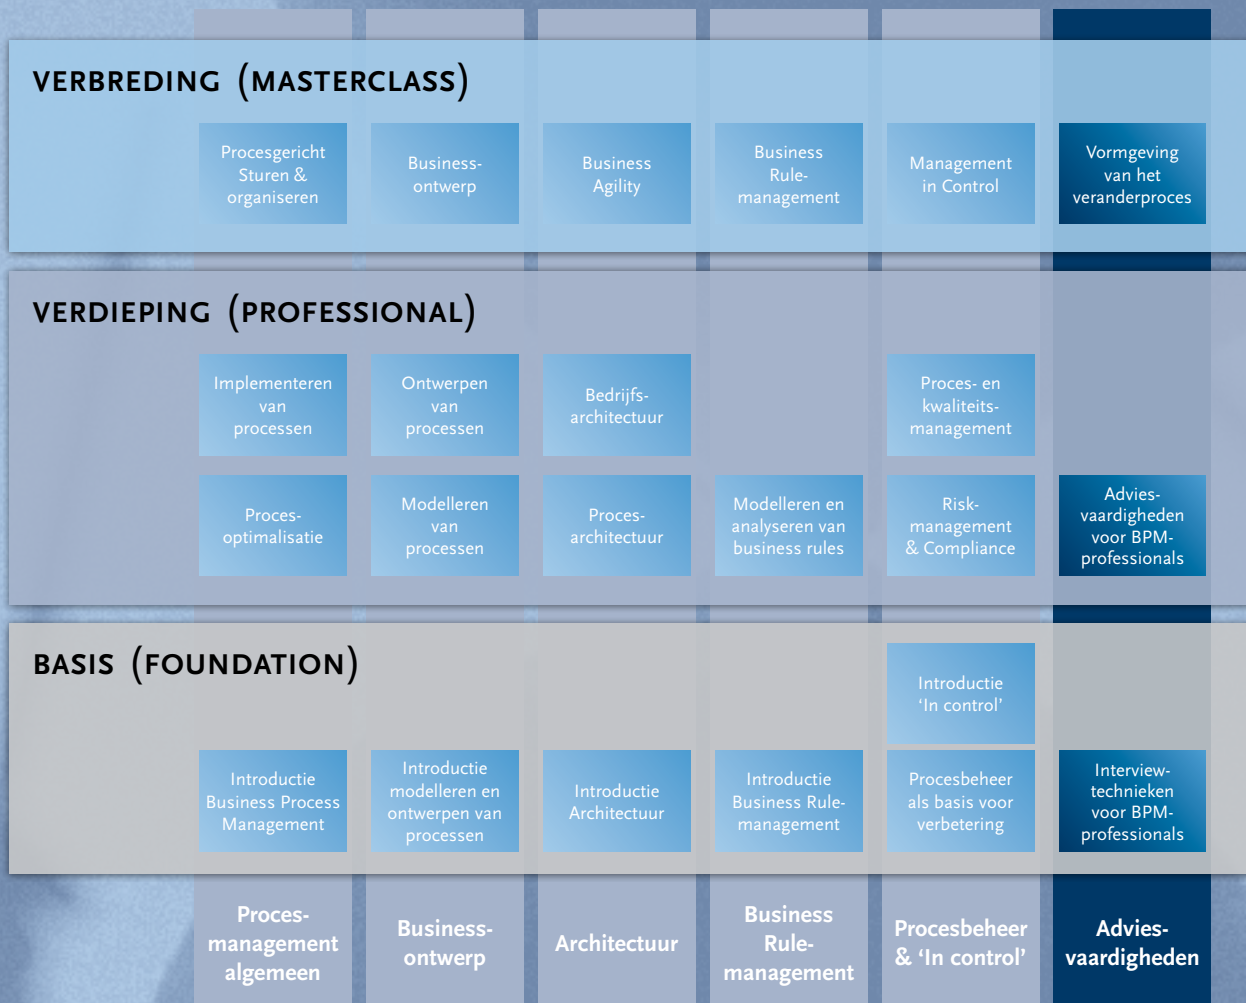 VERBREDING (MASTERCLASS)
Procesgericht
Sturen &
organiseren
Business-
ontwerp
Business
Agility
Business
Rule-
management
Management
in Control
Vormgeving
van het
veranderproces
VERDIEPING (PROFESSIONAL)
Implementeren
van
processen
Ontwerpen
van
processen
Bedrijfs-
architectuur
Proces- en
kwaliteits-
management
Proces-
optimalisatie
Modelleren
van
processen
Proces-
architectuur
Modelleren en
analyseren van
business rules
Risk-
management
& Compliance
Advies-
vaardigheden
voor BPM-
professionals
BASIS (FOUNDATION)
Introductie
‘In control’
Introductie
Business Process
Management
Introductie
modelleren en
ontwerpen van
processen
Introductie
Architectuur
Introductie
Business Rule-
management
Procesbeheer
als basis voor
verbetering
Interview-
technieken
voor BPM-
professionals
Proces-
management
algemeen
Business-
ontwerp
Architectuur
Business
Rule-
management
Procesbeheer
& ‘In control’
Advies-
vaardigheden